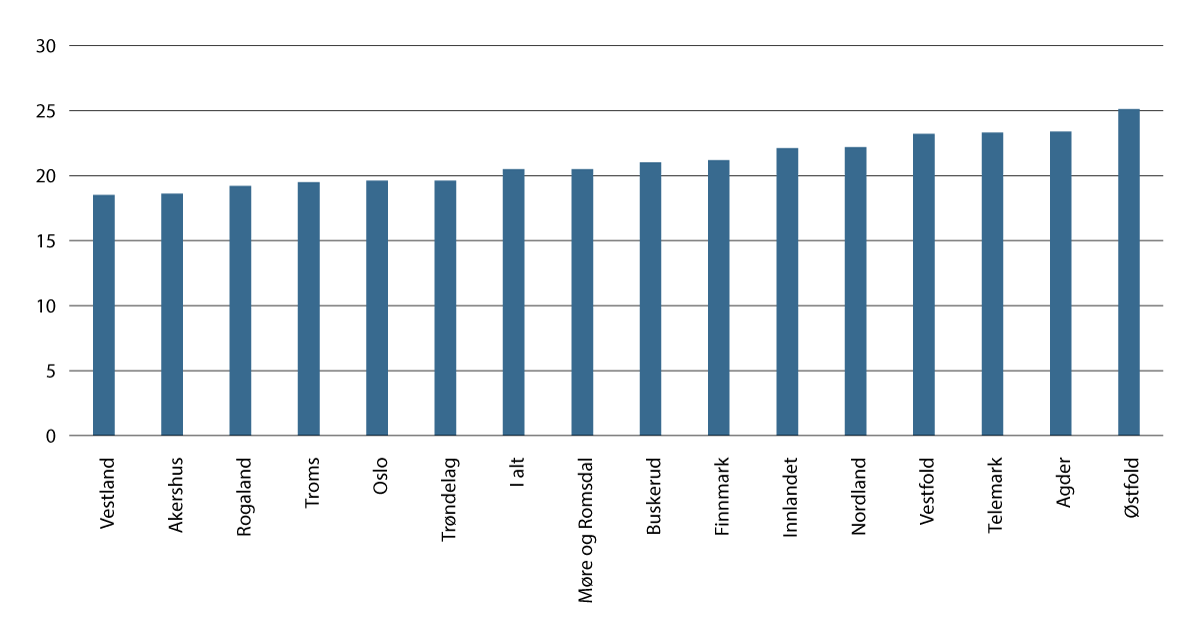 30
25
20
15
10
5
0
Vestland
Akershus
Rogaland
Troms
Oslo
Trøndelag
I alt
Møre og Romsdal
Buskerud
Finnmark
Innlandet
Nordland
Vestfold
Telemark
Agder
Østfold